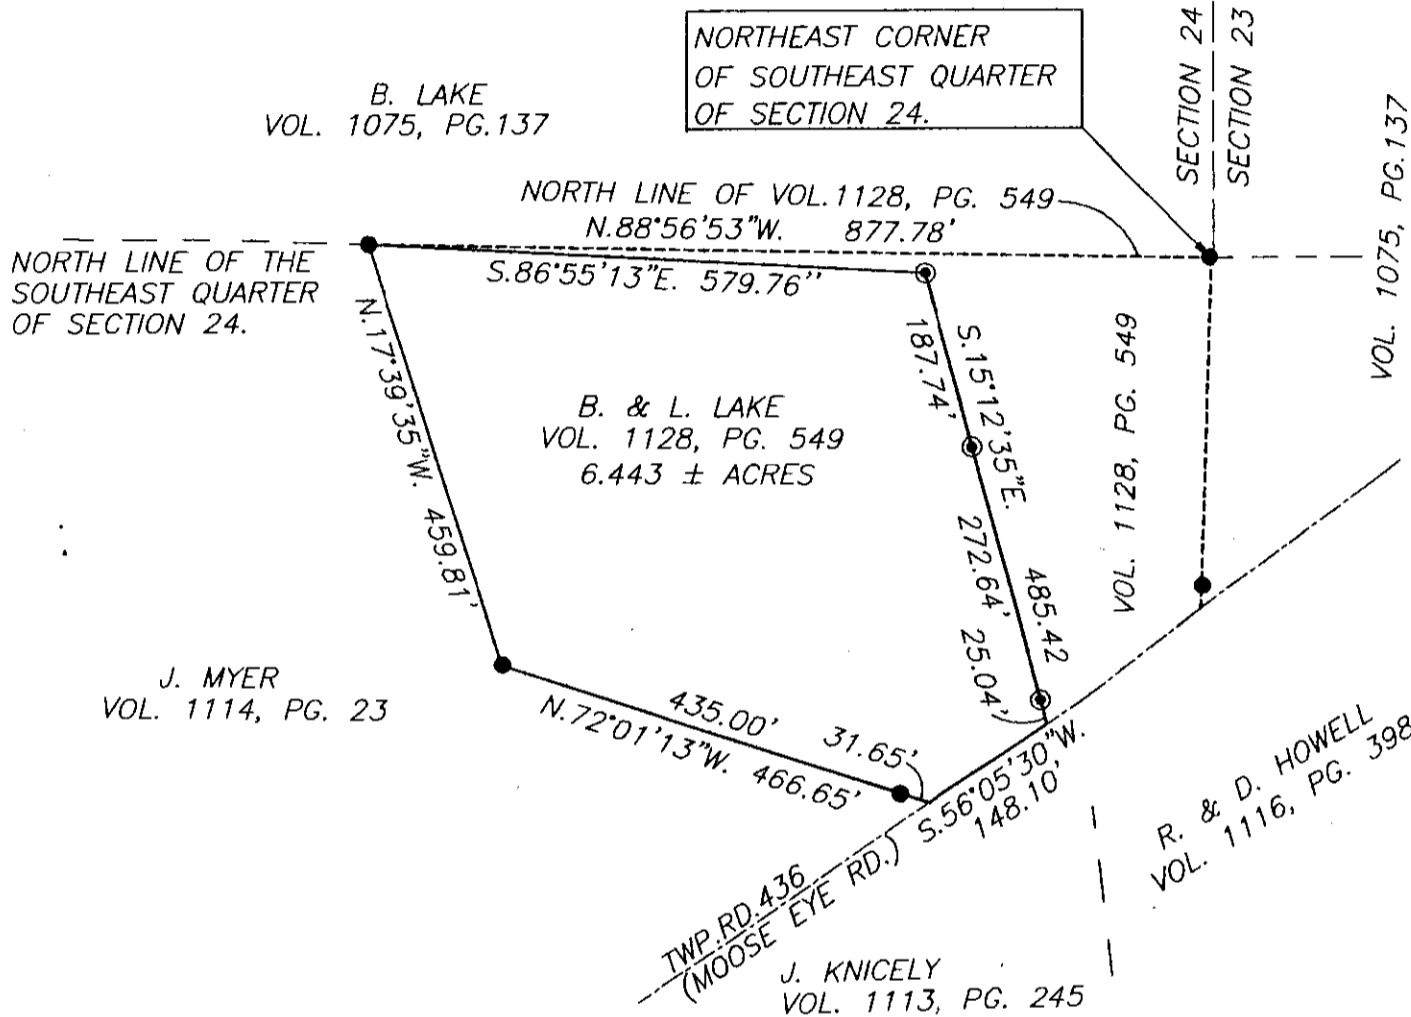 NORTHEAST CORNER
OF SOUTHEAST QUARTER
OF SECTION 24.
SECTION 24
SECTION 23
B. LAKE
VOL. 1075, PG.137
VOL. 1075, PG.137
NORTH LINE OF VOL.1128, PG. 549
N.88°56'53"W. 877.78'
NORTH LINE OF THE
SOUTHEAST QUARTER
OF SECTION 24.
S.86°55'13"E. 579.76''
N.17°39'35"W. 459.81'
S.15°12'35"E. 485.42
187.74'
272.64'
25.04'
B. & L. LAKE
VOL. 1128, PG. 549
6.443 ± ACRES
VOL. 1128, PG. 549
J. MYER
VOL. 1114, PG. 23
435.00'
31.65'
N.72°01'13"W. 466.65'
S.56°05'30"W.
148.10'
TWP.RD.436
(MOOSE EYE RD.)
R. & D. HOWELL
VOL. 1116, PG. 398
J. KNICELY
VOL. 1113, PG. 245